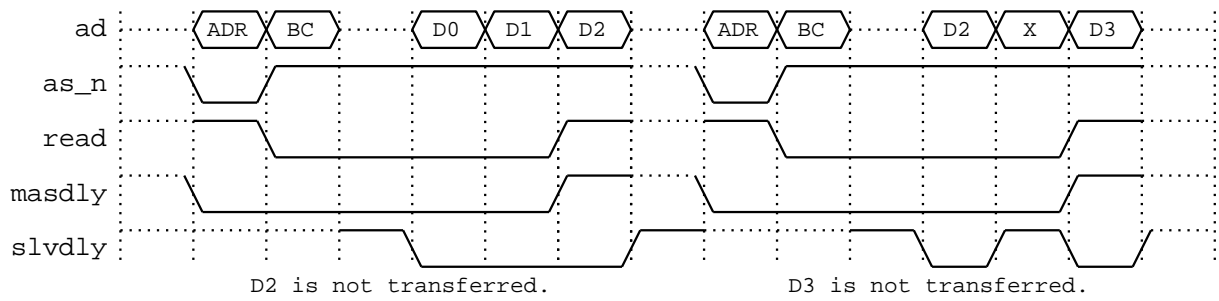 ad ADR BC D0 D1 D2 ADR BC D2 X D3
as_n
read
masdly
slvdly
D2 is not transferred. D3 is not transferred.